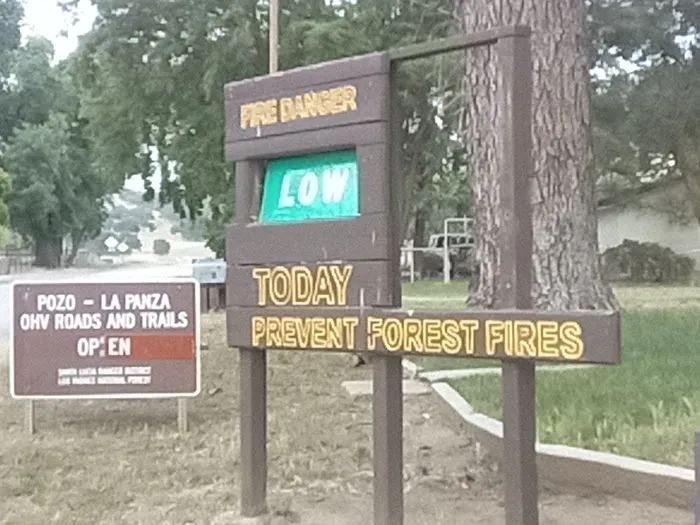 FIRE DANGER
LOW
TODAY
PREVENT FOREST FIRES
POZO - LA PANZA
OHV ROADS AND TRAILS
OPEN
SANTA LUCIA RANGER DISTRICT
LOS PADRES NATIONAL FOREST